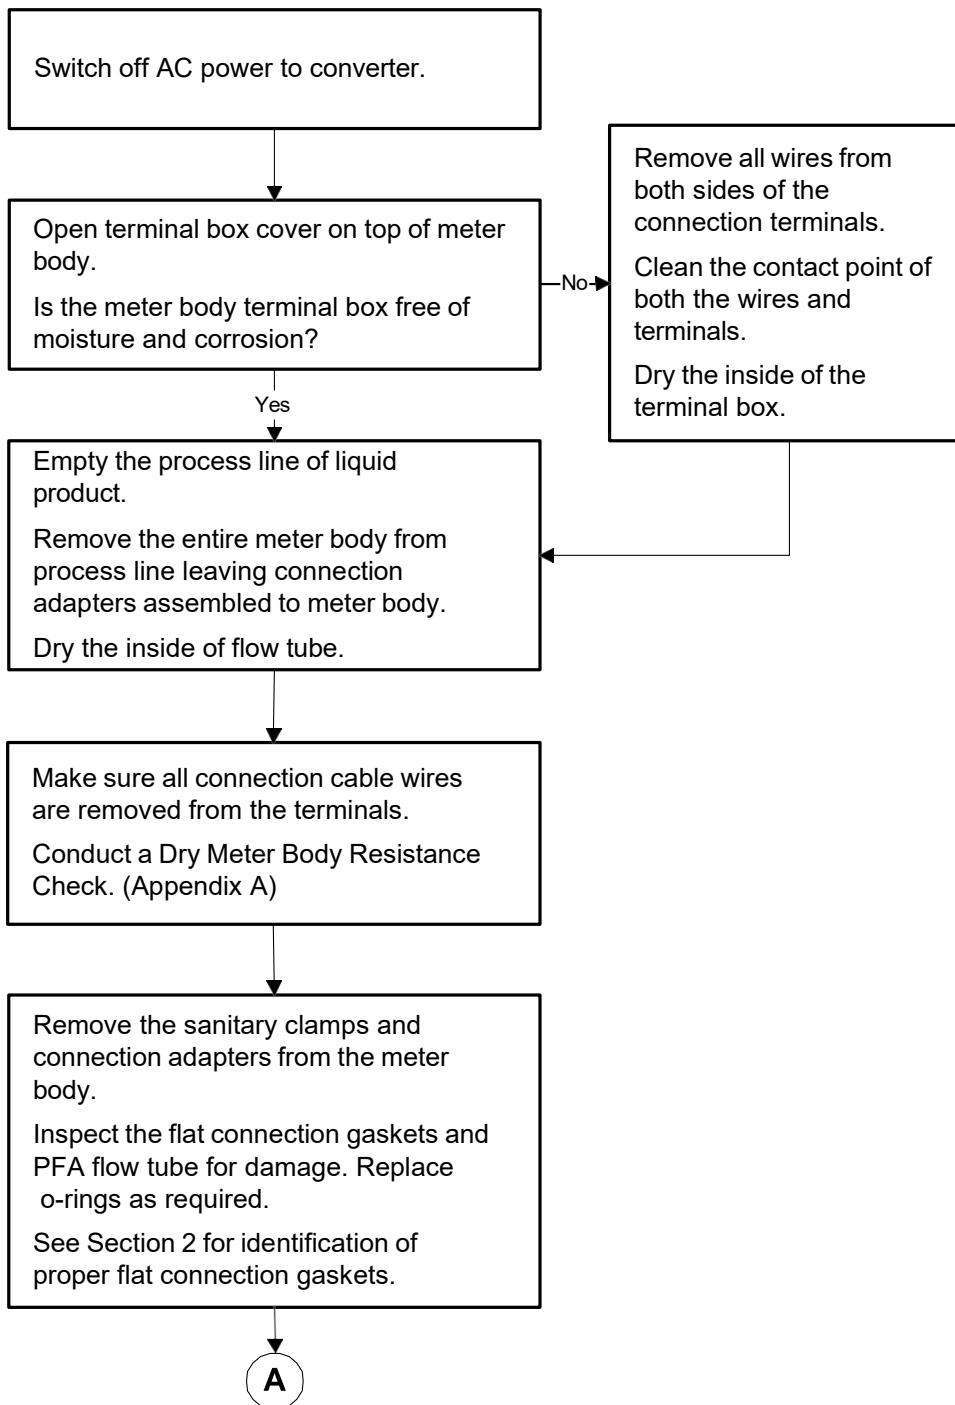 Switch off AC power to converter.
Open terminal box cover on top of meter
body.
Is the meter body terminal box free of
moisture and corrosion?
No
Remove all wires from
both sides of the
connection terminals.
Clean the contact point of
both the wires and
terminals.
Dry the inside of the
terminal box.
Yes
Empty the process line of liquid
product.
Remove the entire meter body from
process line leaving connection
adapters assembled to meter body.
Dry the inside of flow tube.
Make sure all connection cable wires
are removed from the terminals.
Conduct a Dry Meter Body Resistance
Check. (Appendix A)
Remove the sanitary clamps and
connection adapters from the meter
body.
Inspect the flat connection gaskets and
PFA flow tube for damage. Replace
o-rings as required.
See Section 2 for identification of
proper flat connection gaskets.
A